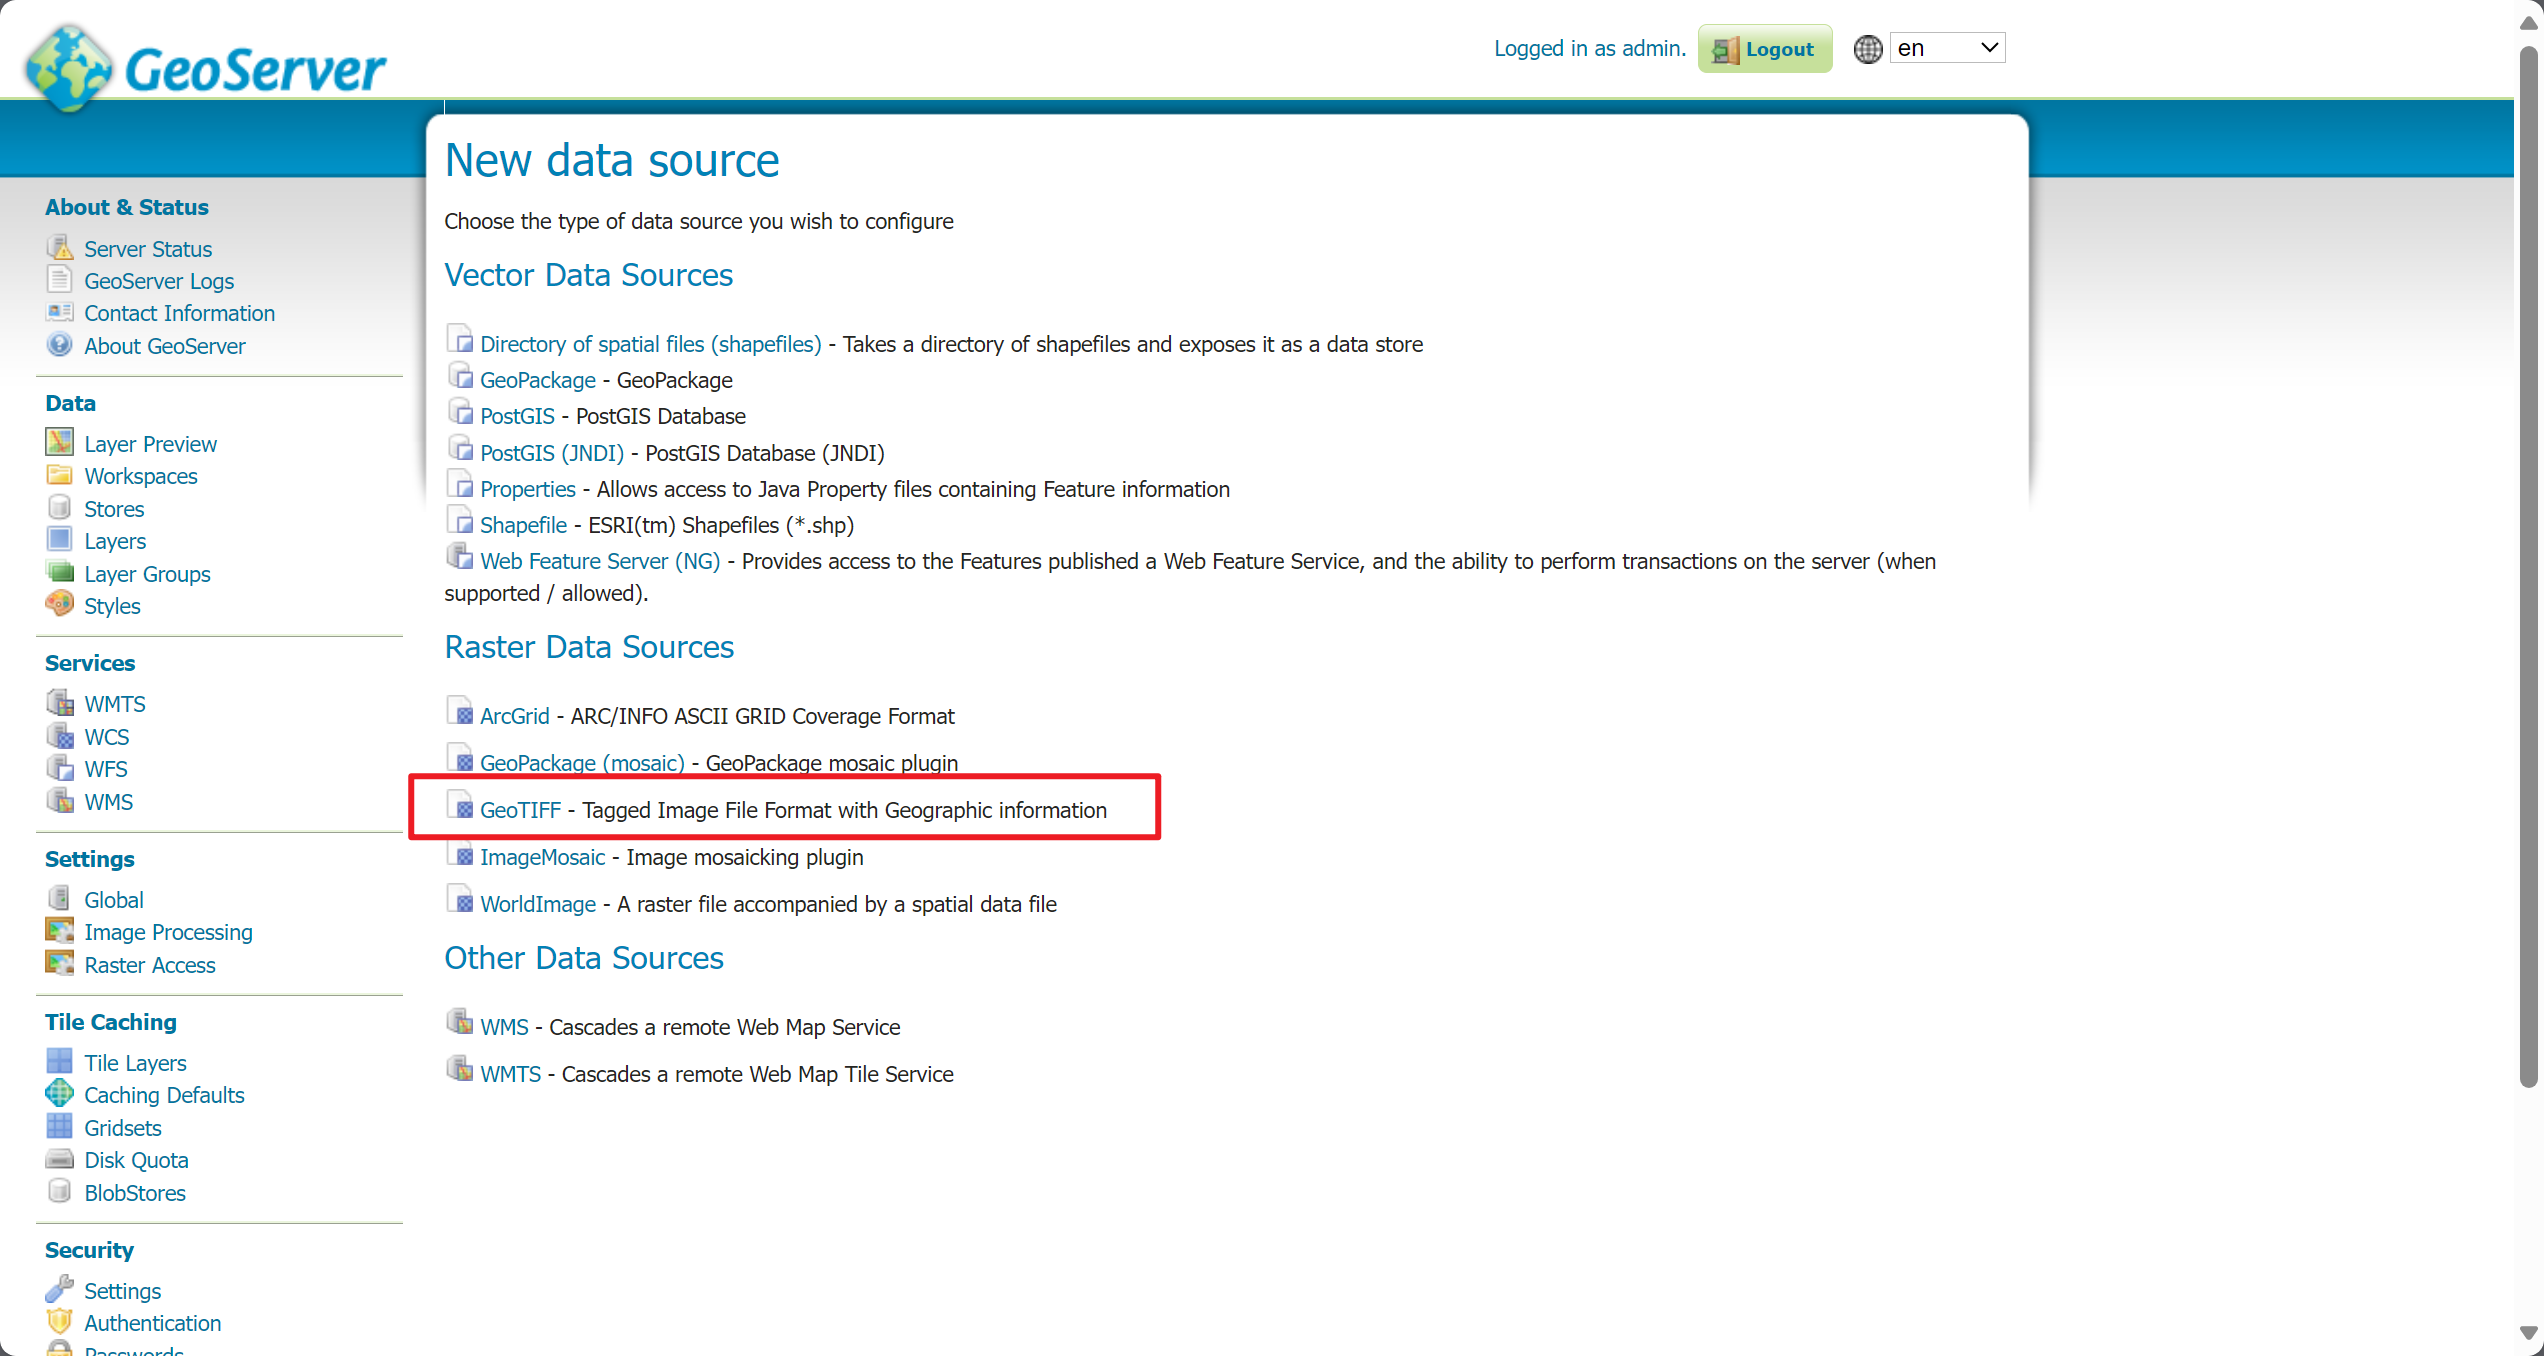 GeoServer
Logged in as admin.
Logout
en
About & Status
Server Status
GeoServer Logs
Contact Information
About GeoServer
Data
Layer Preview
Workspaces
Stores
Layers
Layer Groups
Styles
Services
WMTS
WCS
WFS
WMS
Settings
Global
Image Processing
Raster Access
Tile Caching
Tile Layers
Caching Defaults
Gridsets
Disk Quota
BlobStores
Security
Settings
Authentication
Passwords
New data source
Choose the type of data source you wish to configure
Vector Data Sources
Directory of spatial files (shapefiles) - Takes a directory of shapefiles and exposes it as a data store
GeoPackage - GeoPackage
PostGIS - PostGIS Database
PostGIS (JNDI) - PostGIS Database (JNDI)
Properties - Allows access to Java Property files containing Feature information
Shapefile - ESRI(tm) Shapefiles (*.shp)
Web Feature Server (NG) - Provides access to the Features published a Web Feature Service, and the ability to perform transactions on the server (when
supported / allowed).
Raster Data Sources
ArcGrid - ARC/INFO ASCII GRID Coverage Format
GeoPackage (mosaic) - GeoPackage mosaic plugin
GeoTIFF - Tagged Image File Format with Geographic information
ImageMosaic - Image mosaicking plugin
WorldImage - A raster file accompanied by a spatial data file
Other Data Sources
WMS - Cascades a remote Web Map Service
WMTS - Cascades a remote Web Map Tile Service